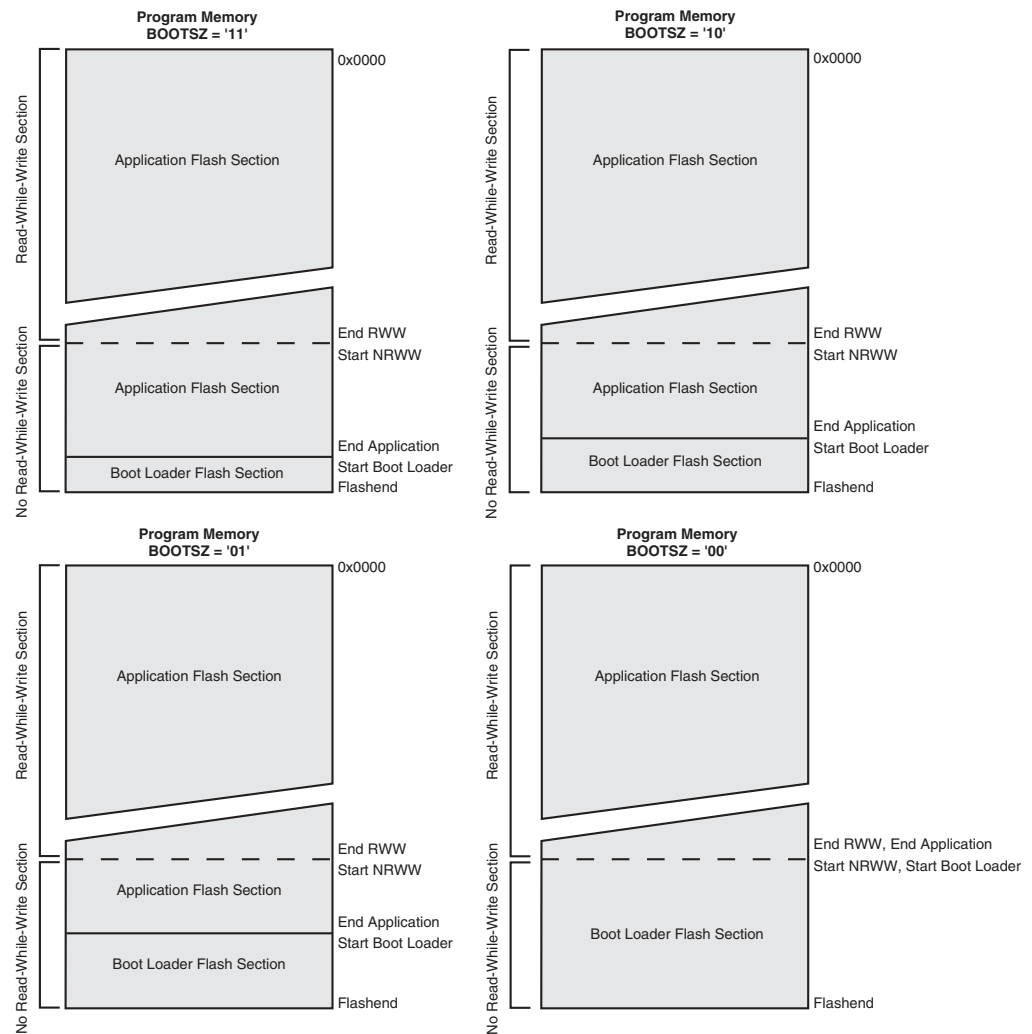 Program Memory
BOOTSZ = '11'
0x0000
Read-While-Write Section
Application Flash Section
End RWW
Start NRWW
No Read-While-Write Section
Application Flash Section
End Application
Start Boot Loader
Boot Loader Flash Section
Flashend
Program Memory
BOOTSZ = '10'
0x0000
Read-While-Write Section
Application Flash Section
End RWW
Start NRWW
No Read-While-Write Section
Application Flash Section
End Application
Start Boot Loader
Boot Loader Flash Section
Flashend
Program Memory
BOOTSZ = '01'
0x0000
Read-While-Write Section
Application Flash Section
End RWW
Start NRWW
No Read-While-Write Section
Application Flash Section
End Application
Start Boot Loader
Boot Loader Flash Section
Flashend
Program Memory
BOOTSZ = '00'
0x0000
Read-While-Write Section
Application Flash Section
End RWW, End Application
Start NRWW, Start Boot Loader
No Read-While-Write Section
Boot Loader Flash Section
Flashend